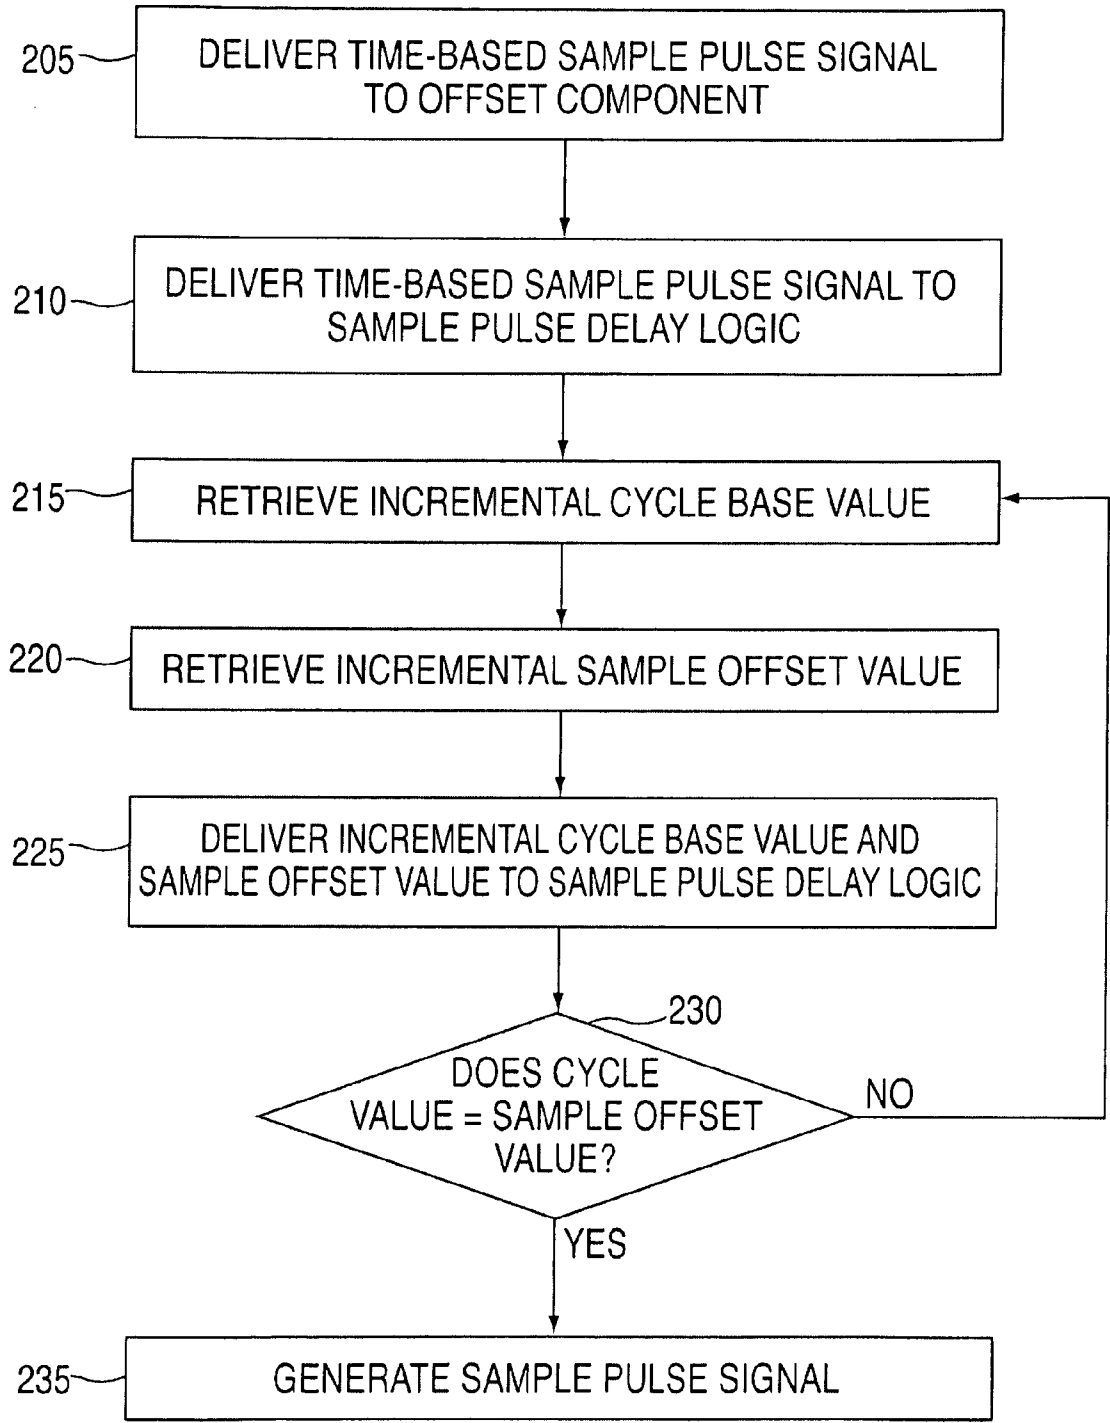 205
DELIVER TIME-BASED SAMPLE PULSE SIGNAL
TO OFFSET COMPONENT
210
DELIVER TIME-BASED SAMPLE PULSE SIGNAL TO
SAMPLE PULSE DELAY LOGIC
215
RETRIEVE INCREMENTAL CYCLE BASE VALUE
220
RETRIEVE INCREMENTAL SAMPLE OFFSET VALUE
225
DELIVER INCREMENTAL CYCLE BASE VALUE AND
SAMPLE OFFSET VALUE TO SAMPLE PULSE DELAY LOGIC
230
DOES CYCLE
VALUE = SAMPLE OFFSET
VALUE?
NO
YES
235
GENERATE SAMPLE PULSE SIGNAL